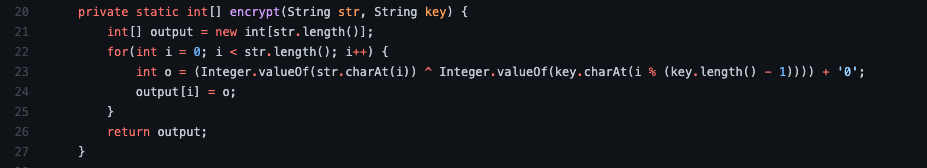 20 private static int[] encrypt(String str, String key) {
21 int[] output = new int[str.length()];
22 for(int i = 0; i < str.length(); i++) {
23 int o = (Integer.valueOf(str.charAt(i)) ^ Integer.valueOf(key.charAt(i % (key.length() - 1)))) + '0';
24 output[i] = o;
25 }
26 return output;
27 }